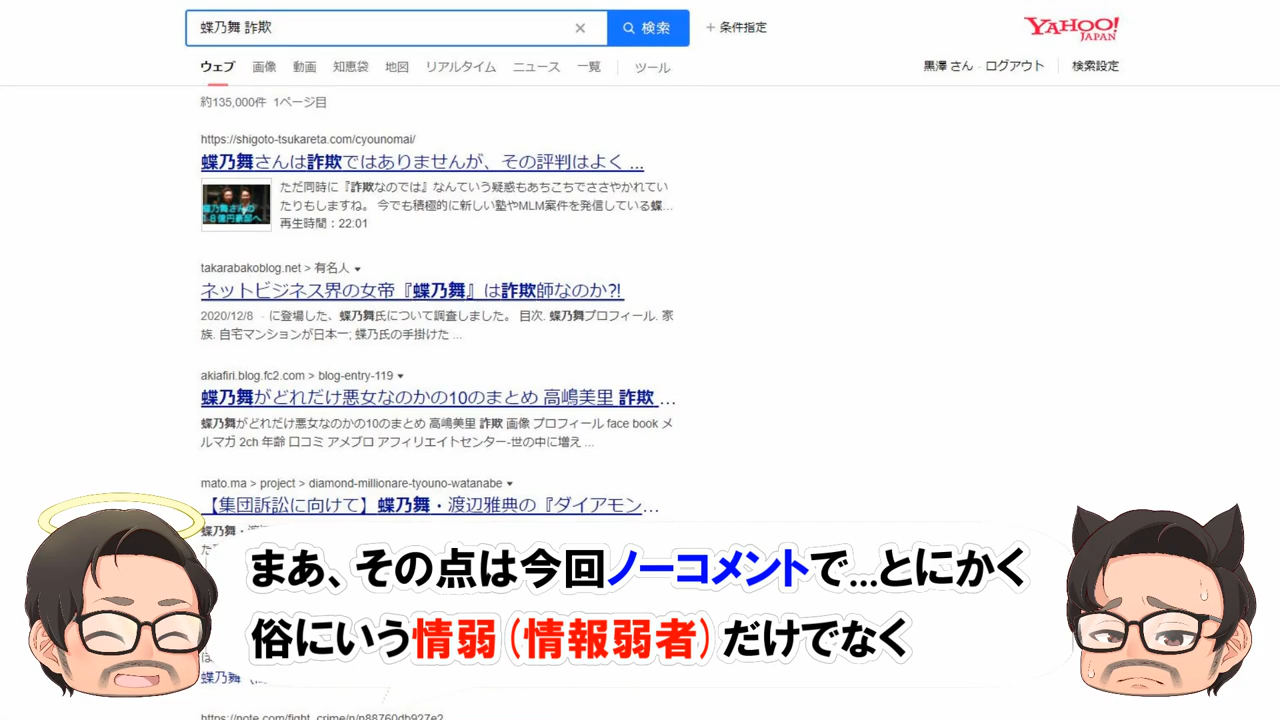 蝶乃舞 詐欺
検索
+ 条件指定
YAHOO!
JAPAN
ウェブ 画像 動画 知恵袋 地図 リアルタイム ニュース 一覧 ツール
黒澤 さん ログアウト 検索設定
約135,000件 1ページ目
https://shigoto-tsukareta.com/cyounomai/
蝶乃舞さんは詐欺ではありませんが、その評判はよく ...
ただ同時に『詐欺なのでは』なんていう疑惑もあちこちでささやかれてい
たりもしますね。 今でも積極的に新しい塾やMLM案件を発信している蝶...
再生時間：22:01
takarabakoblog.net > 有名人
ネットビジネス界の女帝『蝶乃舞』は詐欺師なのか?!
2020/12/8 - に登場した、蝶乃舞氏について調査しました。 目次. 蝶乃舞プロフィール. 家
族. 自宅マンションが日本一; 蝶乃氏の手掛けた ...
akiafiri.blog.fc2.com > blog-entry-119
蝶乃舞がどれだけ悪女なのかの10のまとめ 高嶋美里 詐欺 ...
蝶乃舞がどれだけ悪女なのかの10のまとめ 高嶋美里 詐欺 画像 プロフィール face book メ
ルマガ 2ch 年齢 口コミ アメブロ アフィリエイトセンター-世の中に増え ...
mato.ma > project > diamond-millionare-tyouno-watanabe
【集団訴訟に向けて】蝶乃舞・渡辺雅典の『ダイアモン...
まあ、その点は今回ノーコメントで...とにかく
俗にいう情弱(情報弱者)だけでなく
蝶乃舞